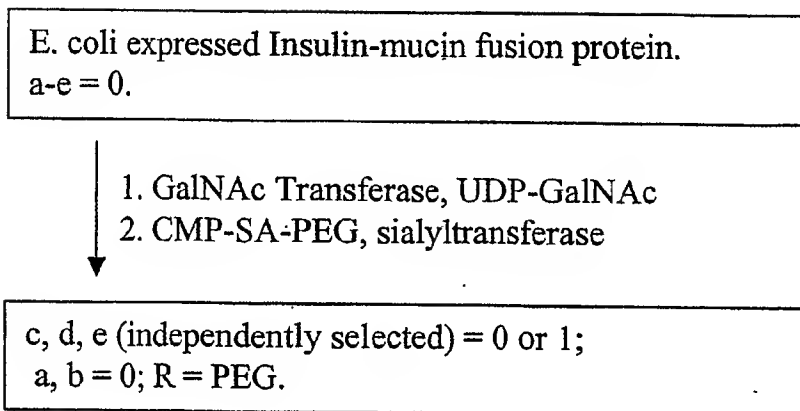 E. coli expressed Insulin-mucin fusion protein.
a-e = 0.
1. GalNAc Transferase, UDP-GalNAc
2. CMP-SA-PEG, sialyltransferase
c, d, e (independently selected) = 0 or 1;
a, b = 0; R = PEG.